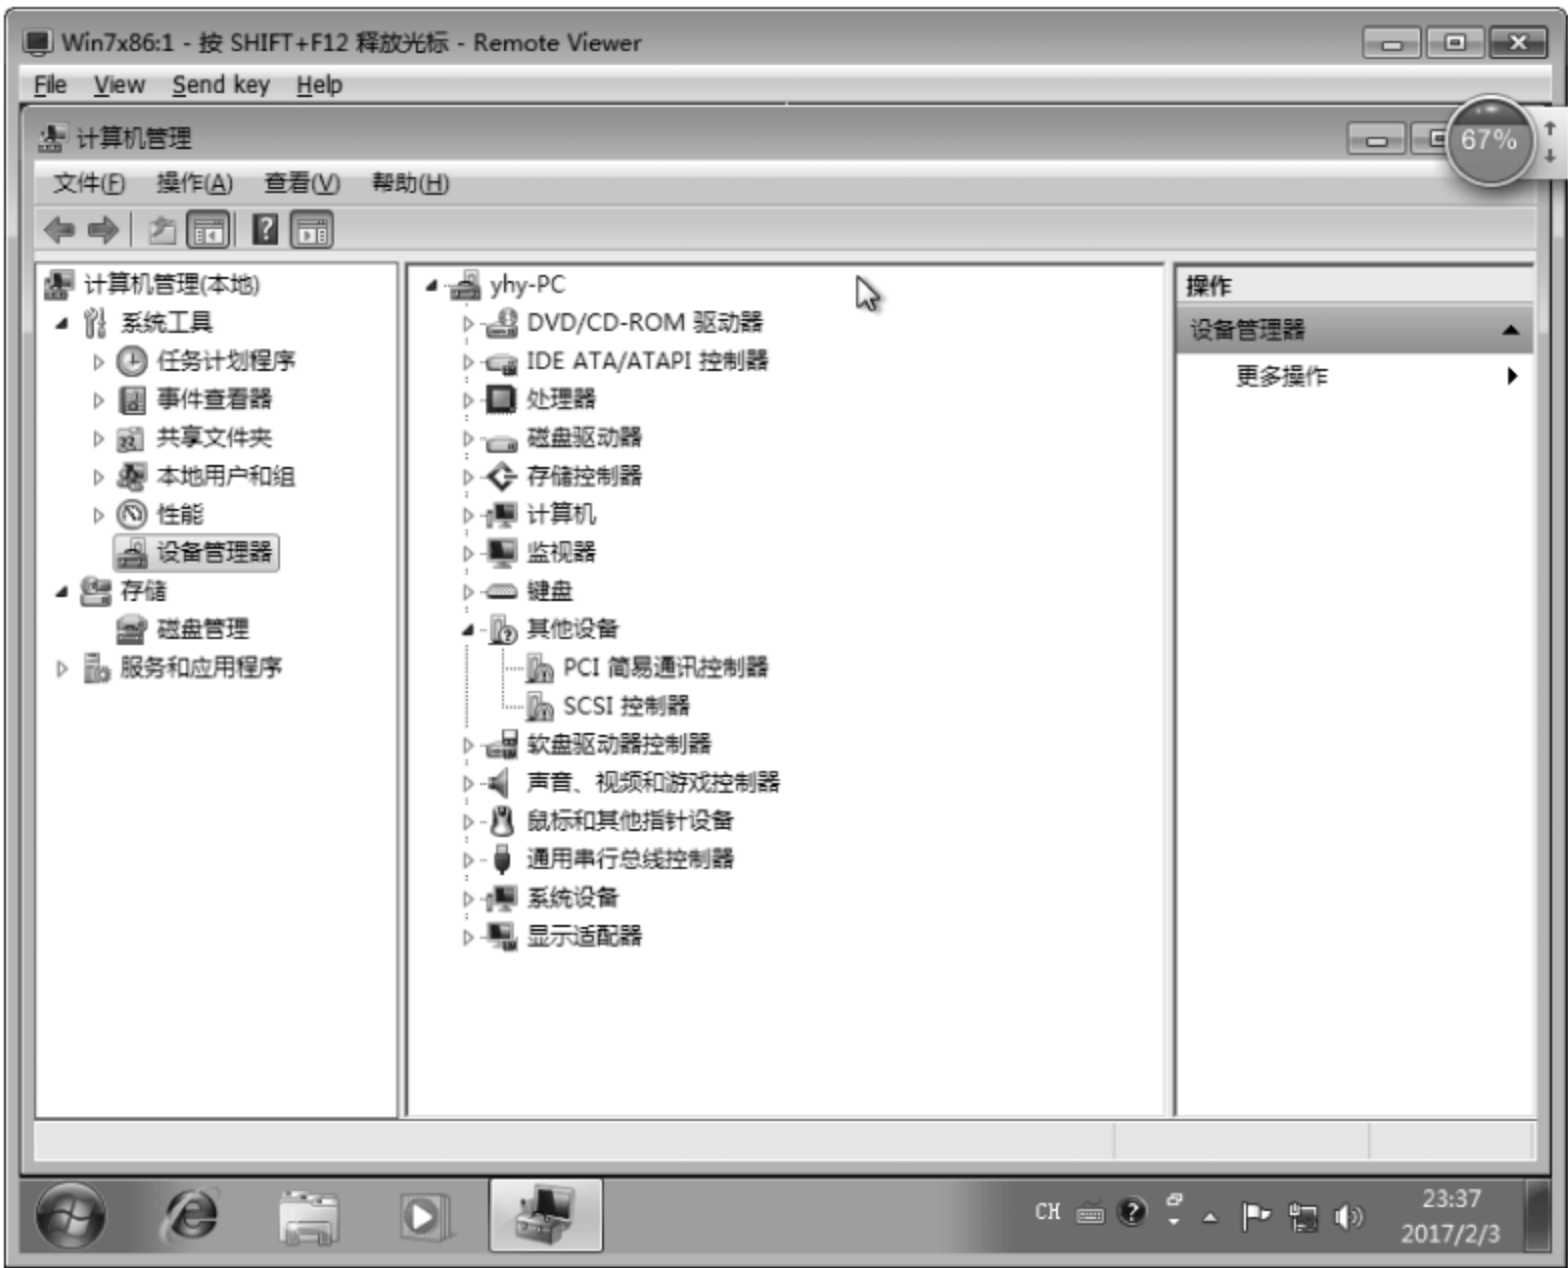 Win7x86:1 - 按 SHIFT+F12 释放光标 - Remote Viewer
File View Send key Help
计算机管理
67%
文件(F) 操作(A) 查看(V) 帮助(H)
计算机管理(本地)
系统工具
任务计划程序
事件查看器
共享文件夹
本地用户和组
性能
设备管理器
存储
磁盘管理
服务和应用程序
yhy-PC
DVD/CD-ROM 驱动器
IDE ATA/ATAPI 控制器
处理器
磁盘驱动器
存储控制器
计算机
监视器
键盘
其他设备
PCI 简易通讯控制器
SCSI 控制器
软盘驱动器控制器
声音、视频和游戏控制器
鼠标和其他指针设备
通用串行总线控制器
系统设备
显示适配器
操作
设备管理器
更多操作
CH
23:37
2017/2/3